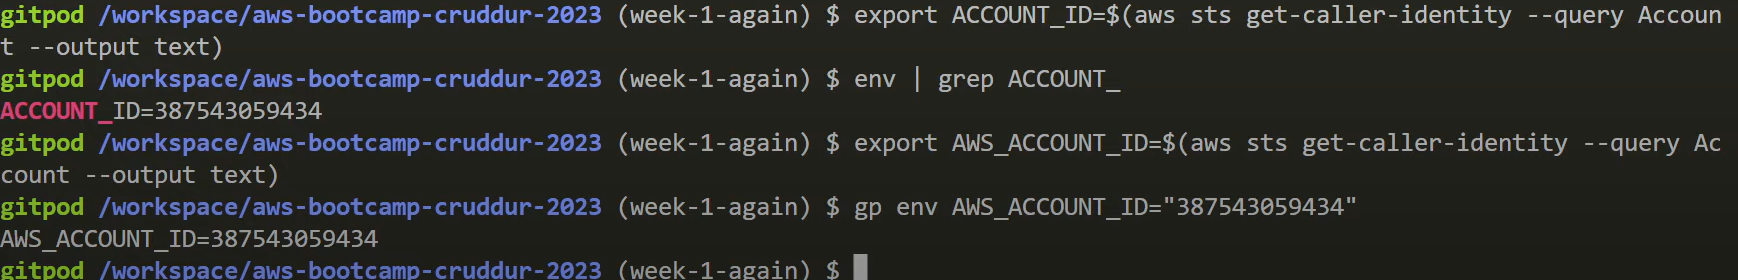 gitpod /workspace/aws-bootcamp-cruddur-2023 (week-1-again) $ export ACCOUNT_ID=$(aws sts get-caller-identity --query Accoun
t --output text)
gitpod /workspace/aws-bootcamp-cruddur-2023 (week-1-again) $ env | grep ACCOUNT_
ACCOUNT_ID=387543059434
gitpod /workspace/aws-bootcamp-cruddur-2023 (week-1-again) $ export AWS_ACCOUNT_ID=$(aws sts get-caller-identity --query Ac
count --output text)
gitpod /workspace/aws-bootcamp-cruddur-2023 (week-1-again) $ gp env AWS_ACCOUNT_ID="387543059434"
AWS_ACCOUNT_ID=387543059434
gitpod /workspace/aws-bootcamp-cruddur-2023 (week-1-again) $